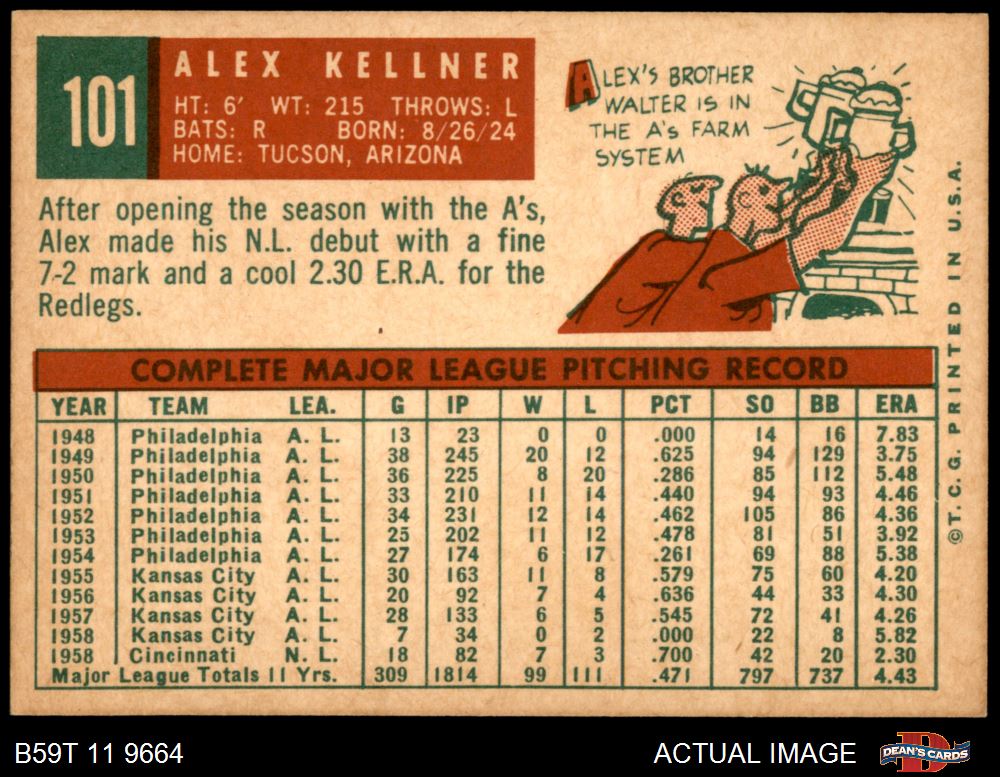 101
ALEX KELLNER
HT: 6' WT: 215 THROWS: L
BATS: R BORN: 8/26/24
HOME: TUCSON, ARIZONA
ALEX'S BROTHER
WALTER IS IN
THE A's FARM
SYSTEM
After opening the season with the A's,
Alex made his N.L. debut with a fine
7-2 mark and a cool 2.30 E.R.A. for the
Redlegs.
COMPLETE MAJOR LEAGUE PITCHING RECORD
YEAR TEAM LEA. G IP W L PCT SO BB ERA
1948 Philadelphia A. L. 13 23 0 0 .000 14 16 7.83
1949 Philadelphia A. L. 38 245 20 12 .625 94 129 3.75
1950 Philadelphia A. L. 36 225 8 20 .286 85 112 5.48
1951 Philadelphia A. L. 33 210 11 14 .440 94 93 4.46
1952 Philadelphia A. L. 34 231 12 14 .462 105 86 4.36
1953 Philadelphia A. L. 25 202 11 12 .478 81 51 3.92
1954 Philadelphia A. L. 27 174 6 17 .261 69 88 5.38
1955 Kansas City A. L. 30 163 11 8 .579 75 60 4.20
1956 Kansas City A. L. 20 92 7 4 .636 44 33 4.30
1957 Kansas City A. L. 28 133 6 5 .545 72 41 4.26
1958 Kansas City A. L. 7 34 0 2 .000 22 8 5.82
1958 Cincinnati N. L. 18 82 7 3 .700 42 20 2.30
Major League Totals 11 Yrs. 309 1814 99 111 .471 797 737 4.43
©T. C. G. PRINTED IN U.S.A.
B59T 11 9664
ACTUAL IMAGE
DEAN'S CARDS